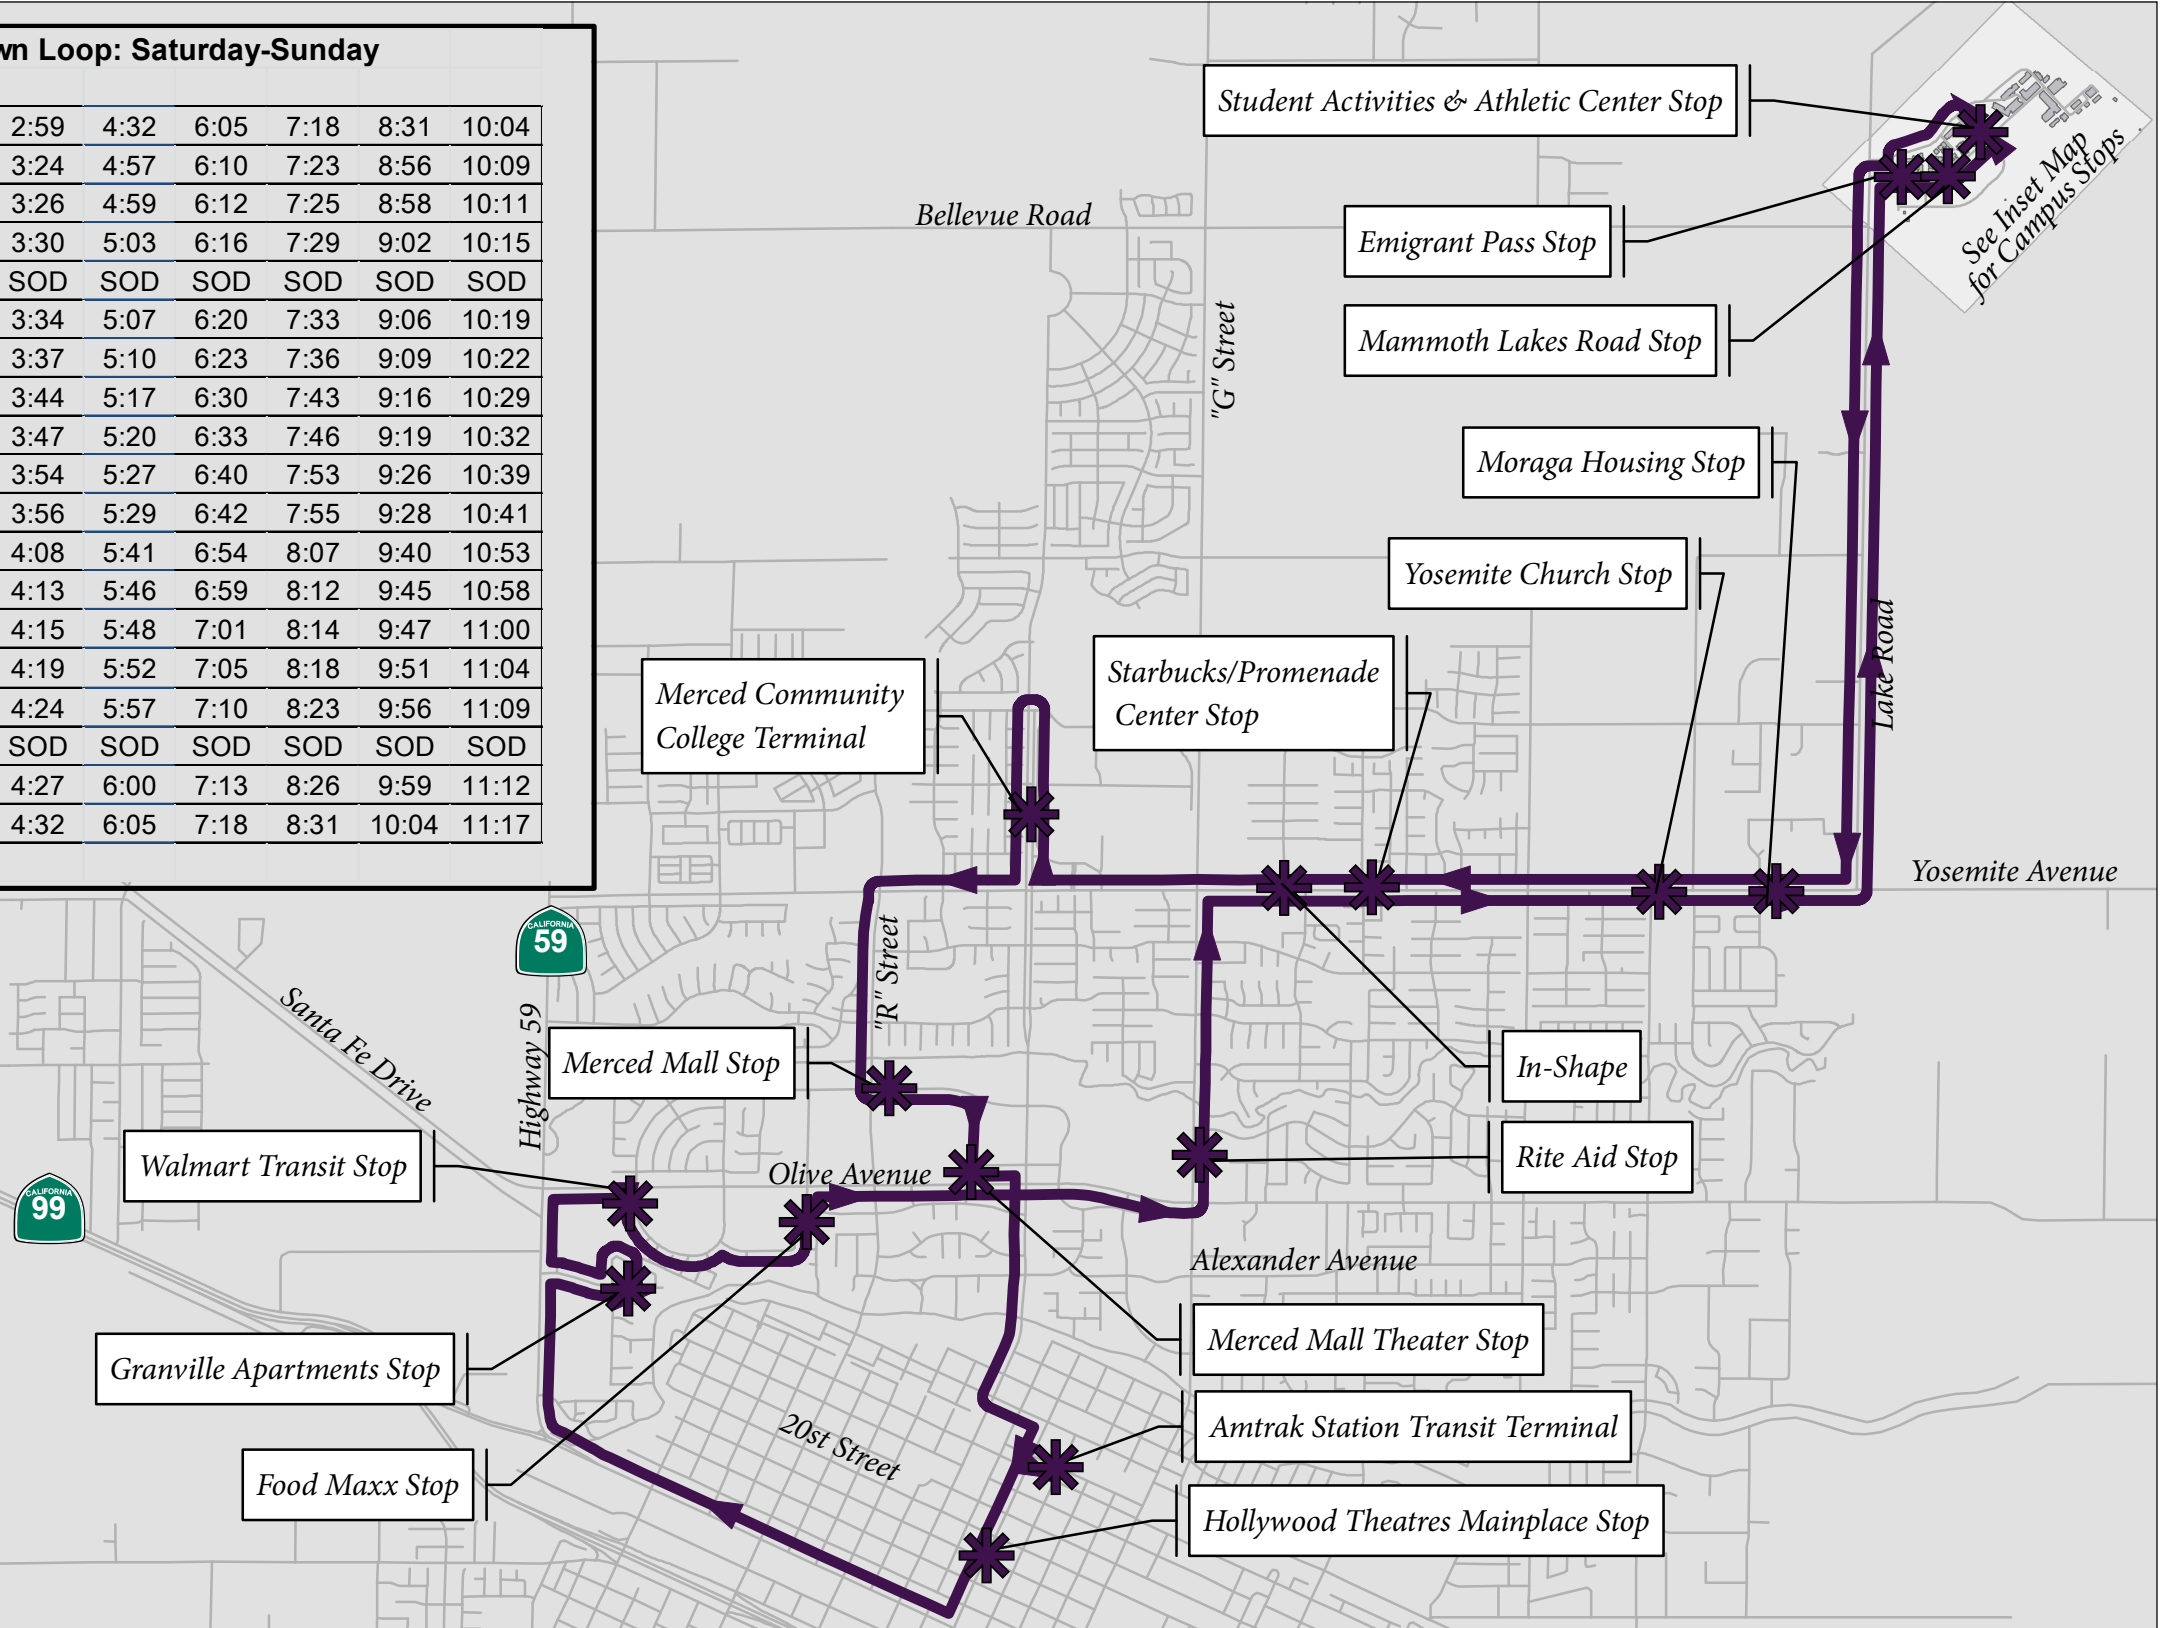 wn Loop: Saturday-Sunday
2:59 4:32 6:05 7:18 8:31 10:04
3:24 4:57 6:10 7:23 8:56 10:09
3:26 4:59 6:12 7:25 8:58 10:11
3:30 5:03 6:16 7:29 9:02 10:15
SOD SOD SOD SOD SOD SOD
3:34 5:07 6:20 7:33 9:06 10:19
3:37 5:10 6:23 7:36 9:09 10:22
3:44 5:17 6:30 7:43 9:16 10:29
3:47 5:20 6:33 7:46 9:19 10:32
3:54 5:27 6:40 7:53 9:26 10:39
3:56 5:29 6:42 7:55 9:28 10:41
4:08 5:41 6:54 8:07 9:40 10:53
4:13 5:46 6:59 8:12 9:45 10:58
4:15 5:48 7:01 8:14 9:47 11:00
4:19 5:52 7:05 8:18 9:51 11:04
4:24 5:57 7:10 8:23 9:56 11:09
SOD SOD SOD SOD SOD SOD
4:27 6:00 7:13 8:26 9:59 11:12
4:32 6:05 7:18 8:31 10:04 11:17
Student Activities & Athletic Center Stop
See Inset Map
for Campus Stops
Bellevue Road
Emigrant Pass Stop
Mammoth Lakes Road Stop
"G" Street
Moraga Housing Stop
Yosemite Church Stop
Lake Road
Starbucks/Promenade
Center Stop
Merced Community
College Terminal
Yosemite Avenue
CALIFORNIA
59
"R" Street
Santa Fe Drive
Highway 59
Merced Mall Stop
In-Shape
Rite Aid Stop
Walmart Transit Stop
Olive Avenue
CALIFORNIA
99
Alexander Avenue
Merced Mall Theater Stop
Granville Apartments Stop
Amtrak Station Transit Terminal
20st Street
Food Maxx Stop
Hollywood Theatres Mainplace Stop